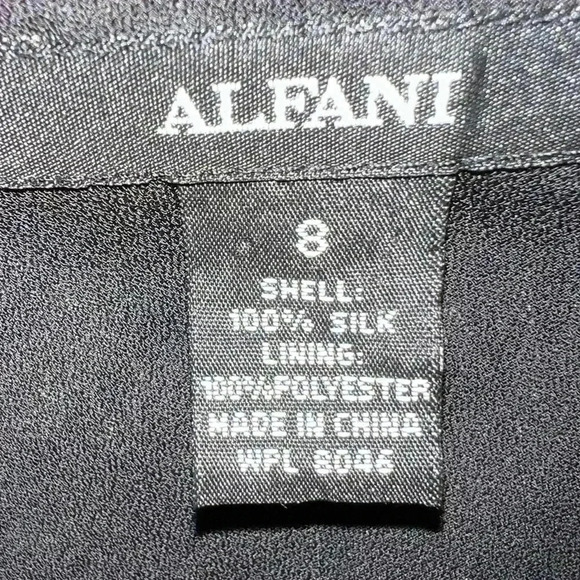 ALFANI
8
SHELL:
100% SILK
LINING:
100%POLYESTER
MADE IN CHINA
WPL 8046